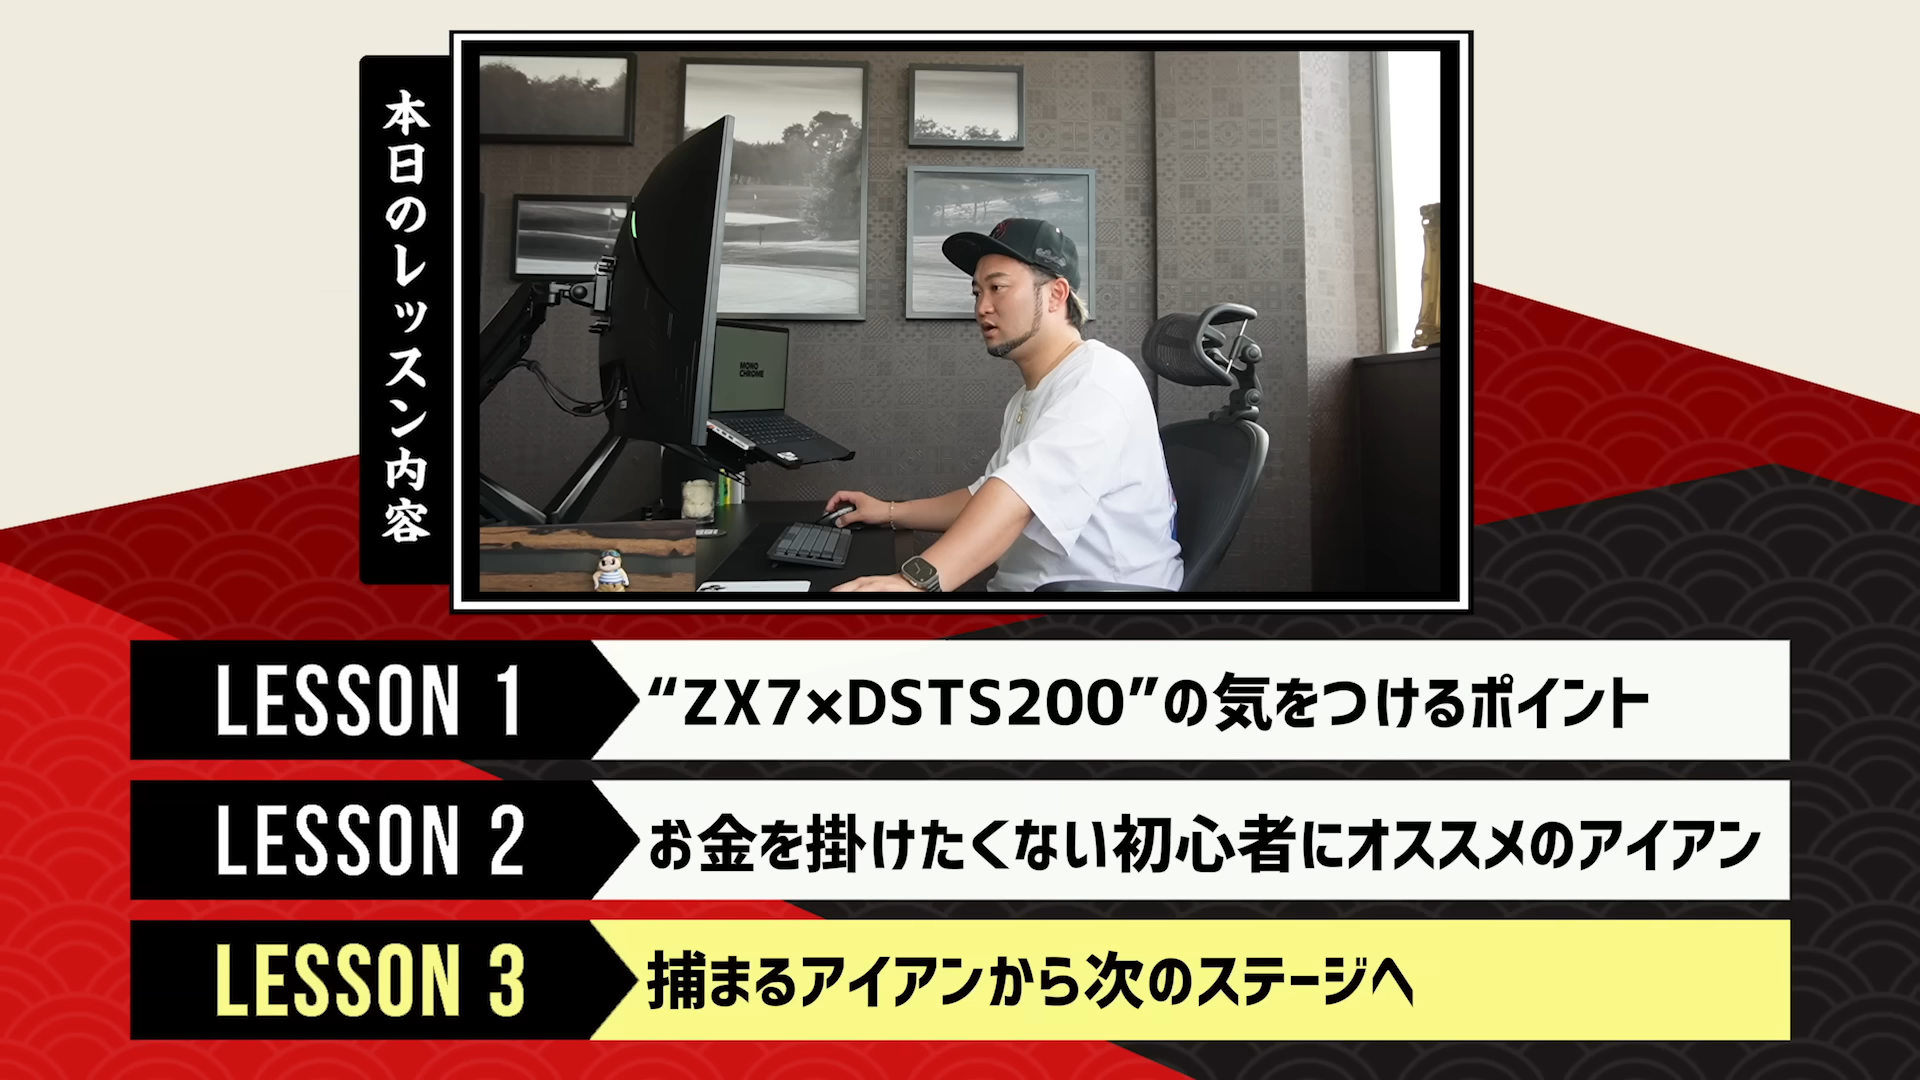 本日のレッスン内容
MONO
CHROME
LESSON 1
“ZX7×DSTS200”の気をつけるポイント
LESSON 2
お金を掛けたくない初心者にオススメのアイアン
LESSON 3
捕まるアイアンから次のステージへ